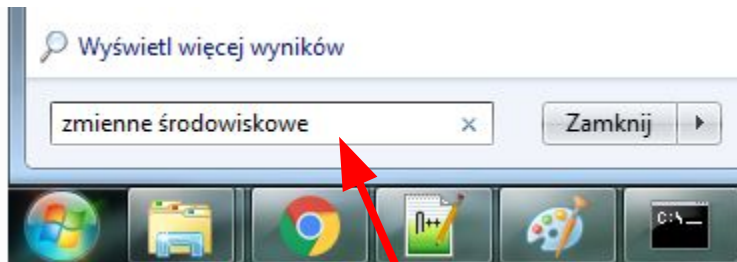 Wyświetl więcej wyników
zmienne środowiskowe
Zamknij
n++
C:\_